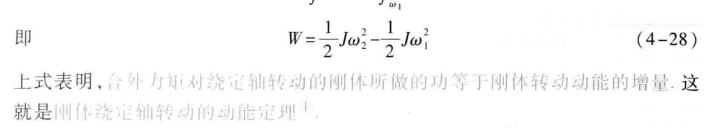 即 W=\frac{1}{2}Jω_2^2-\frac{1}{2}Jω_1^2 (4-28)
上式表明,合外力矩对绕定轴转动的刚体所做的功等于刚体转动动能的增量.这
就是刚体绕定轴转动的动能定理